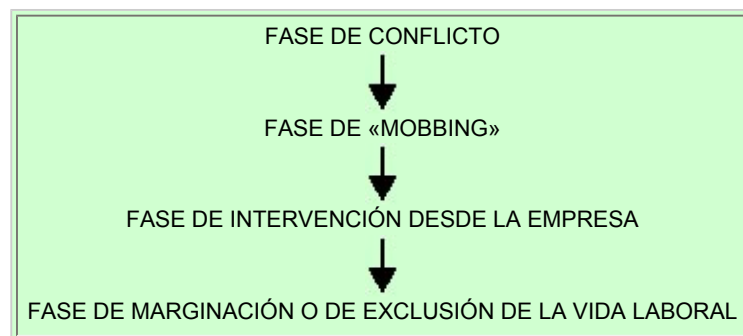 FASE DE CONFLICTO
FASE DE «MOBBING»
FASE DE INTERVENCIÓN DESDE LA EMPRESA
FASE DE MARGINACIÓN O DE EXCLUSIÓN DE LA VIDA LABORAL